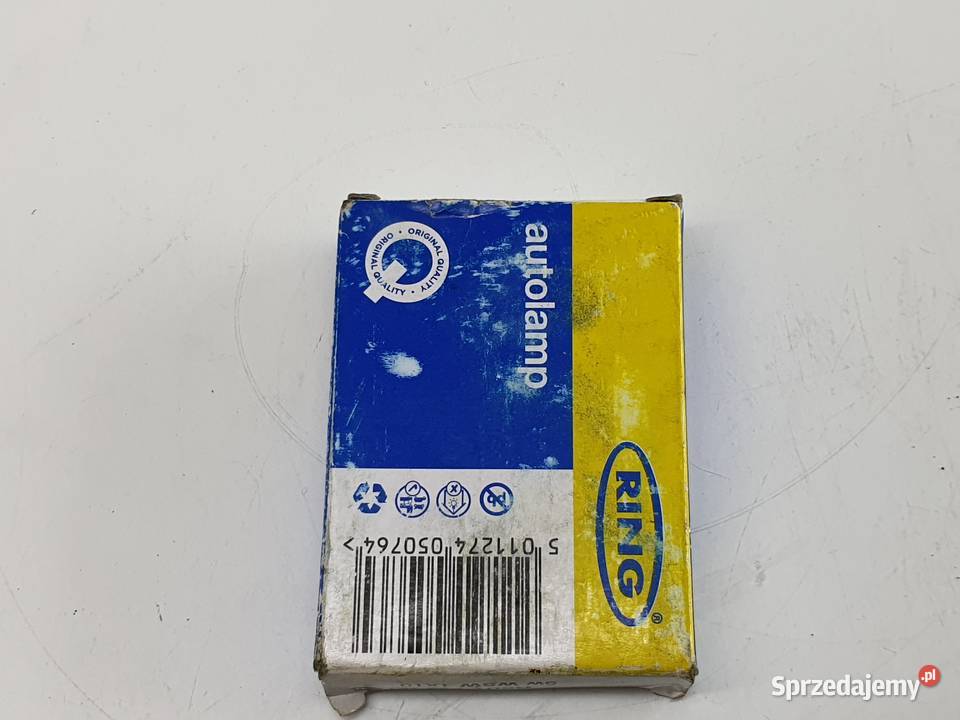 RING®
autolamp
ORIGINAL QUALITY • ORIGINAL QUALITY •
5 011274 050764 >
Sprzedajemy.pl